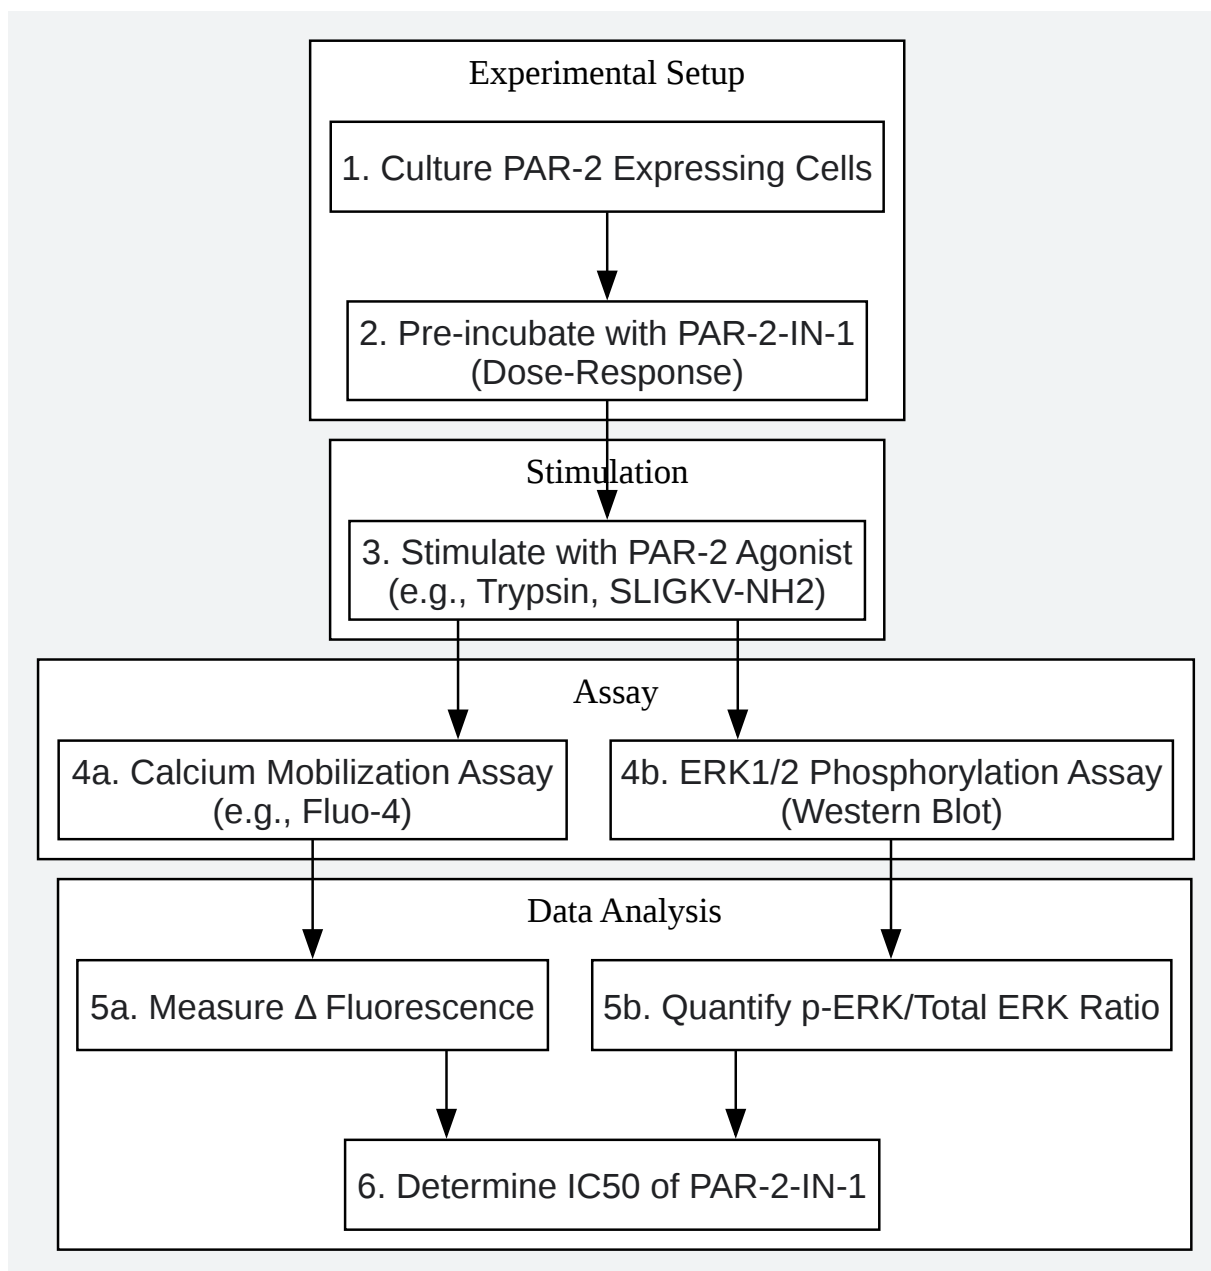 Experimental Setup
1. Culture PAR-2 Expressing Cells
2. Pre-incubate with PAR-2-IN-1
(Dose-Response)
Stimulation
3. Stimulate with PAR-2 Agonist
(e.g., Trypsin, SLIGKV-NH2)
Assay
4a. Calcium Mobilization Assay
(e.g., Fluo-4)
4b. ERK1/2 Phosphorylation Assay
(Western Blot)
Data Analysis
5a. Measure Δ Fluorescence
5b. Quantify p-ERK/Total ERK Ratio
6. Determine IC50 of PAR-2-IN-1